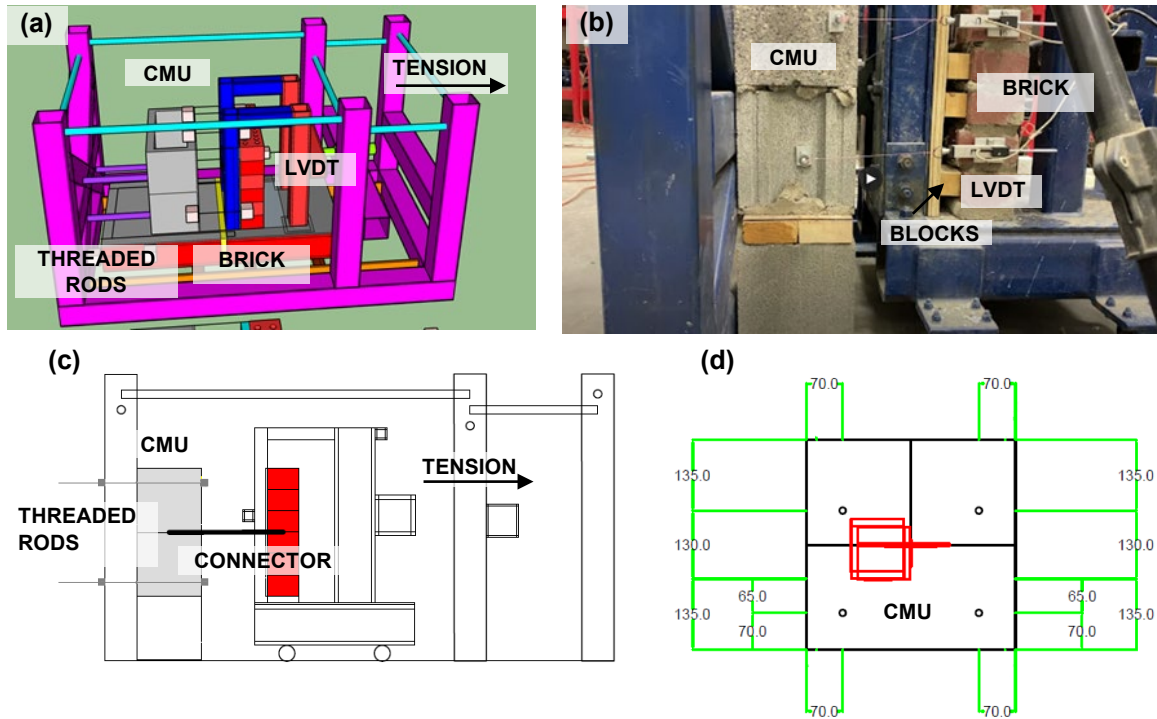 (a)
CMU
TENSION
LVDT
THREADED
RODS
BRICK
(b)
CMU
BRICK
LVDT
BLOCKS
(c)
CMU
TENSION
THREADED
RODS
CONNECTOR
(d)
70.0 70.0
135.0 135.0
130.0 130.0
65.0 65.0
135.0 135.0
70.0 70.0
CMU
70.0 70.0